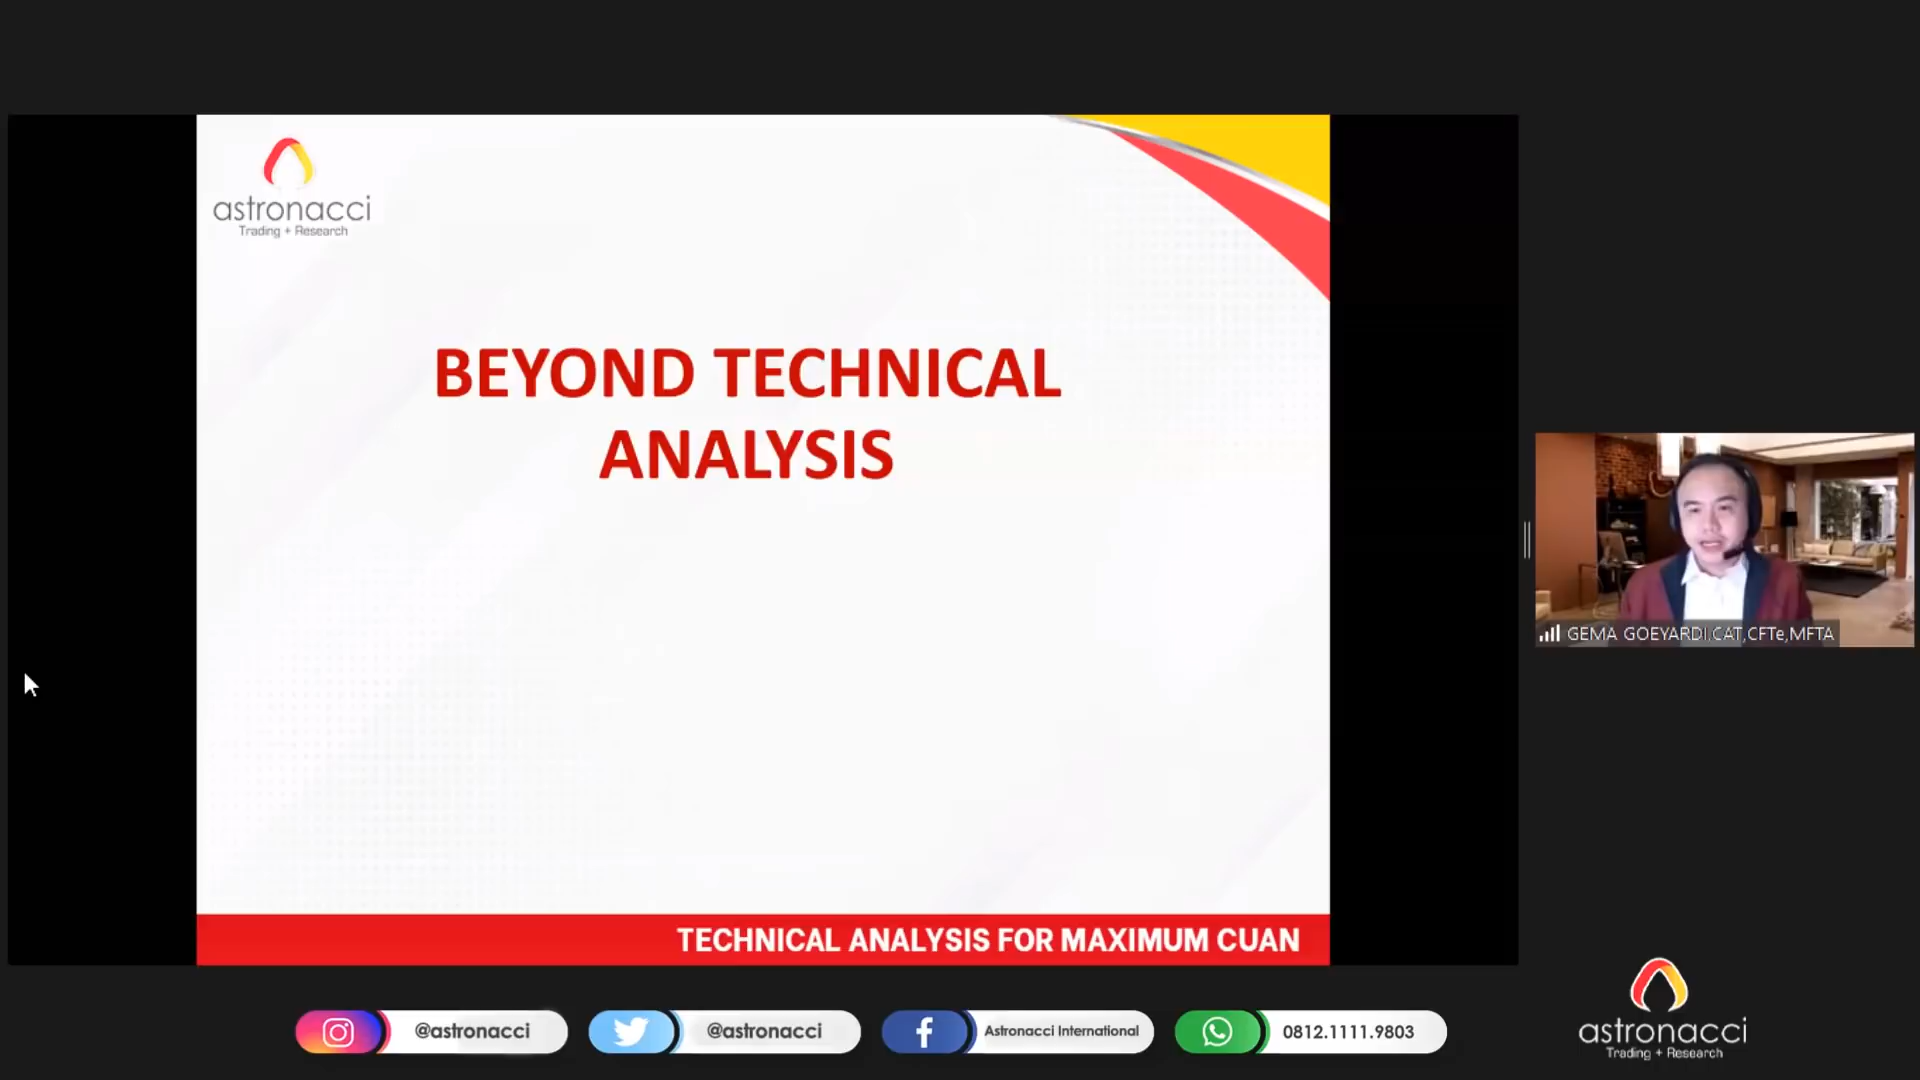 astronacci
Trading + Research
BEYOND TECHNICAL
ANALYSIS
TECHNICAL ANALYSIS FOR MAXIMUM CUAN
GEMA GOEYARDI.CAT,CFTe,MFTA
@astronacci
@astronacci
Astronacci International
0812.1111.9803
astronacci
Trading + Research